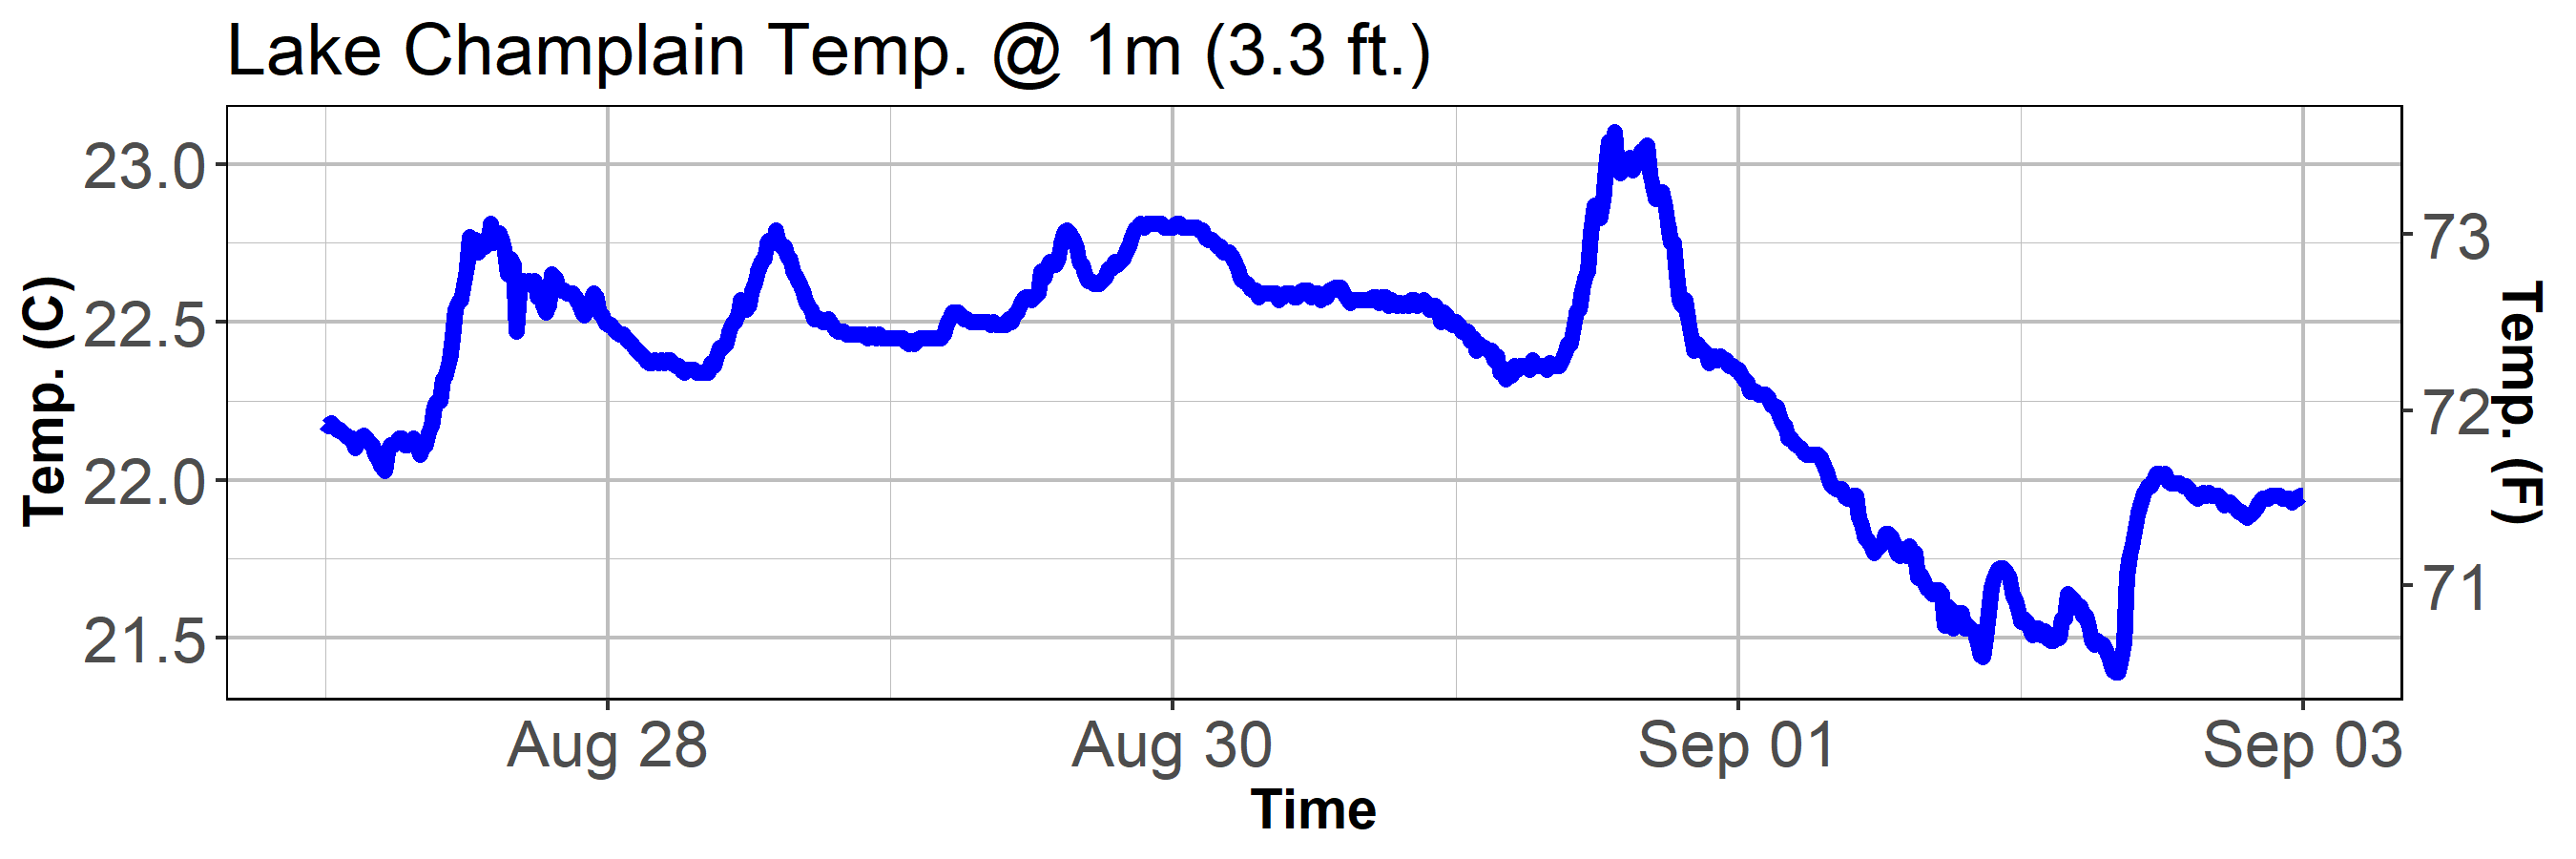 Lake Champlain Temp. @ 1m (3.3 ft.)
Temp. (C)
23.0
22.5
22.0
21.5
73
72
71
Temp. (F)
Aug 28
Aug 30
Sep 01
Sep 03
Time